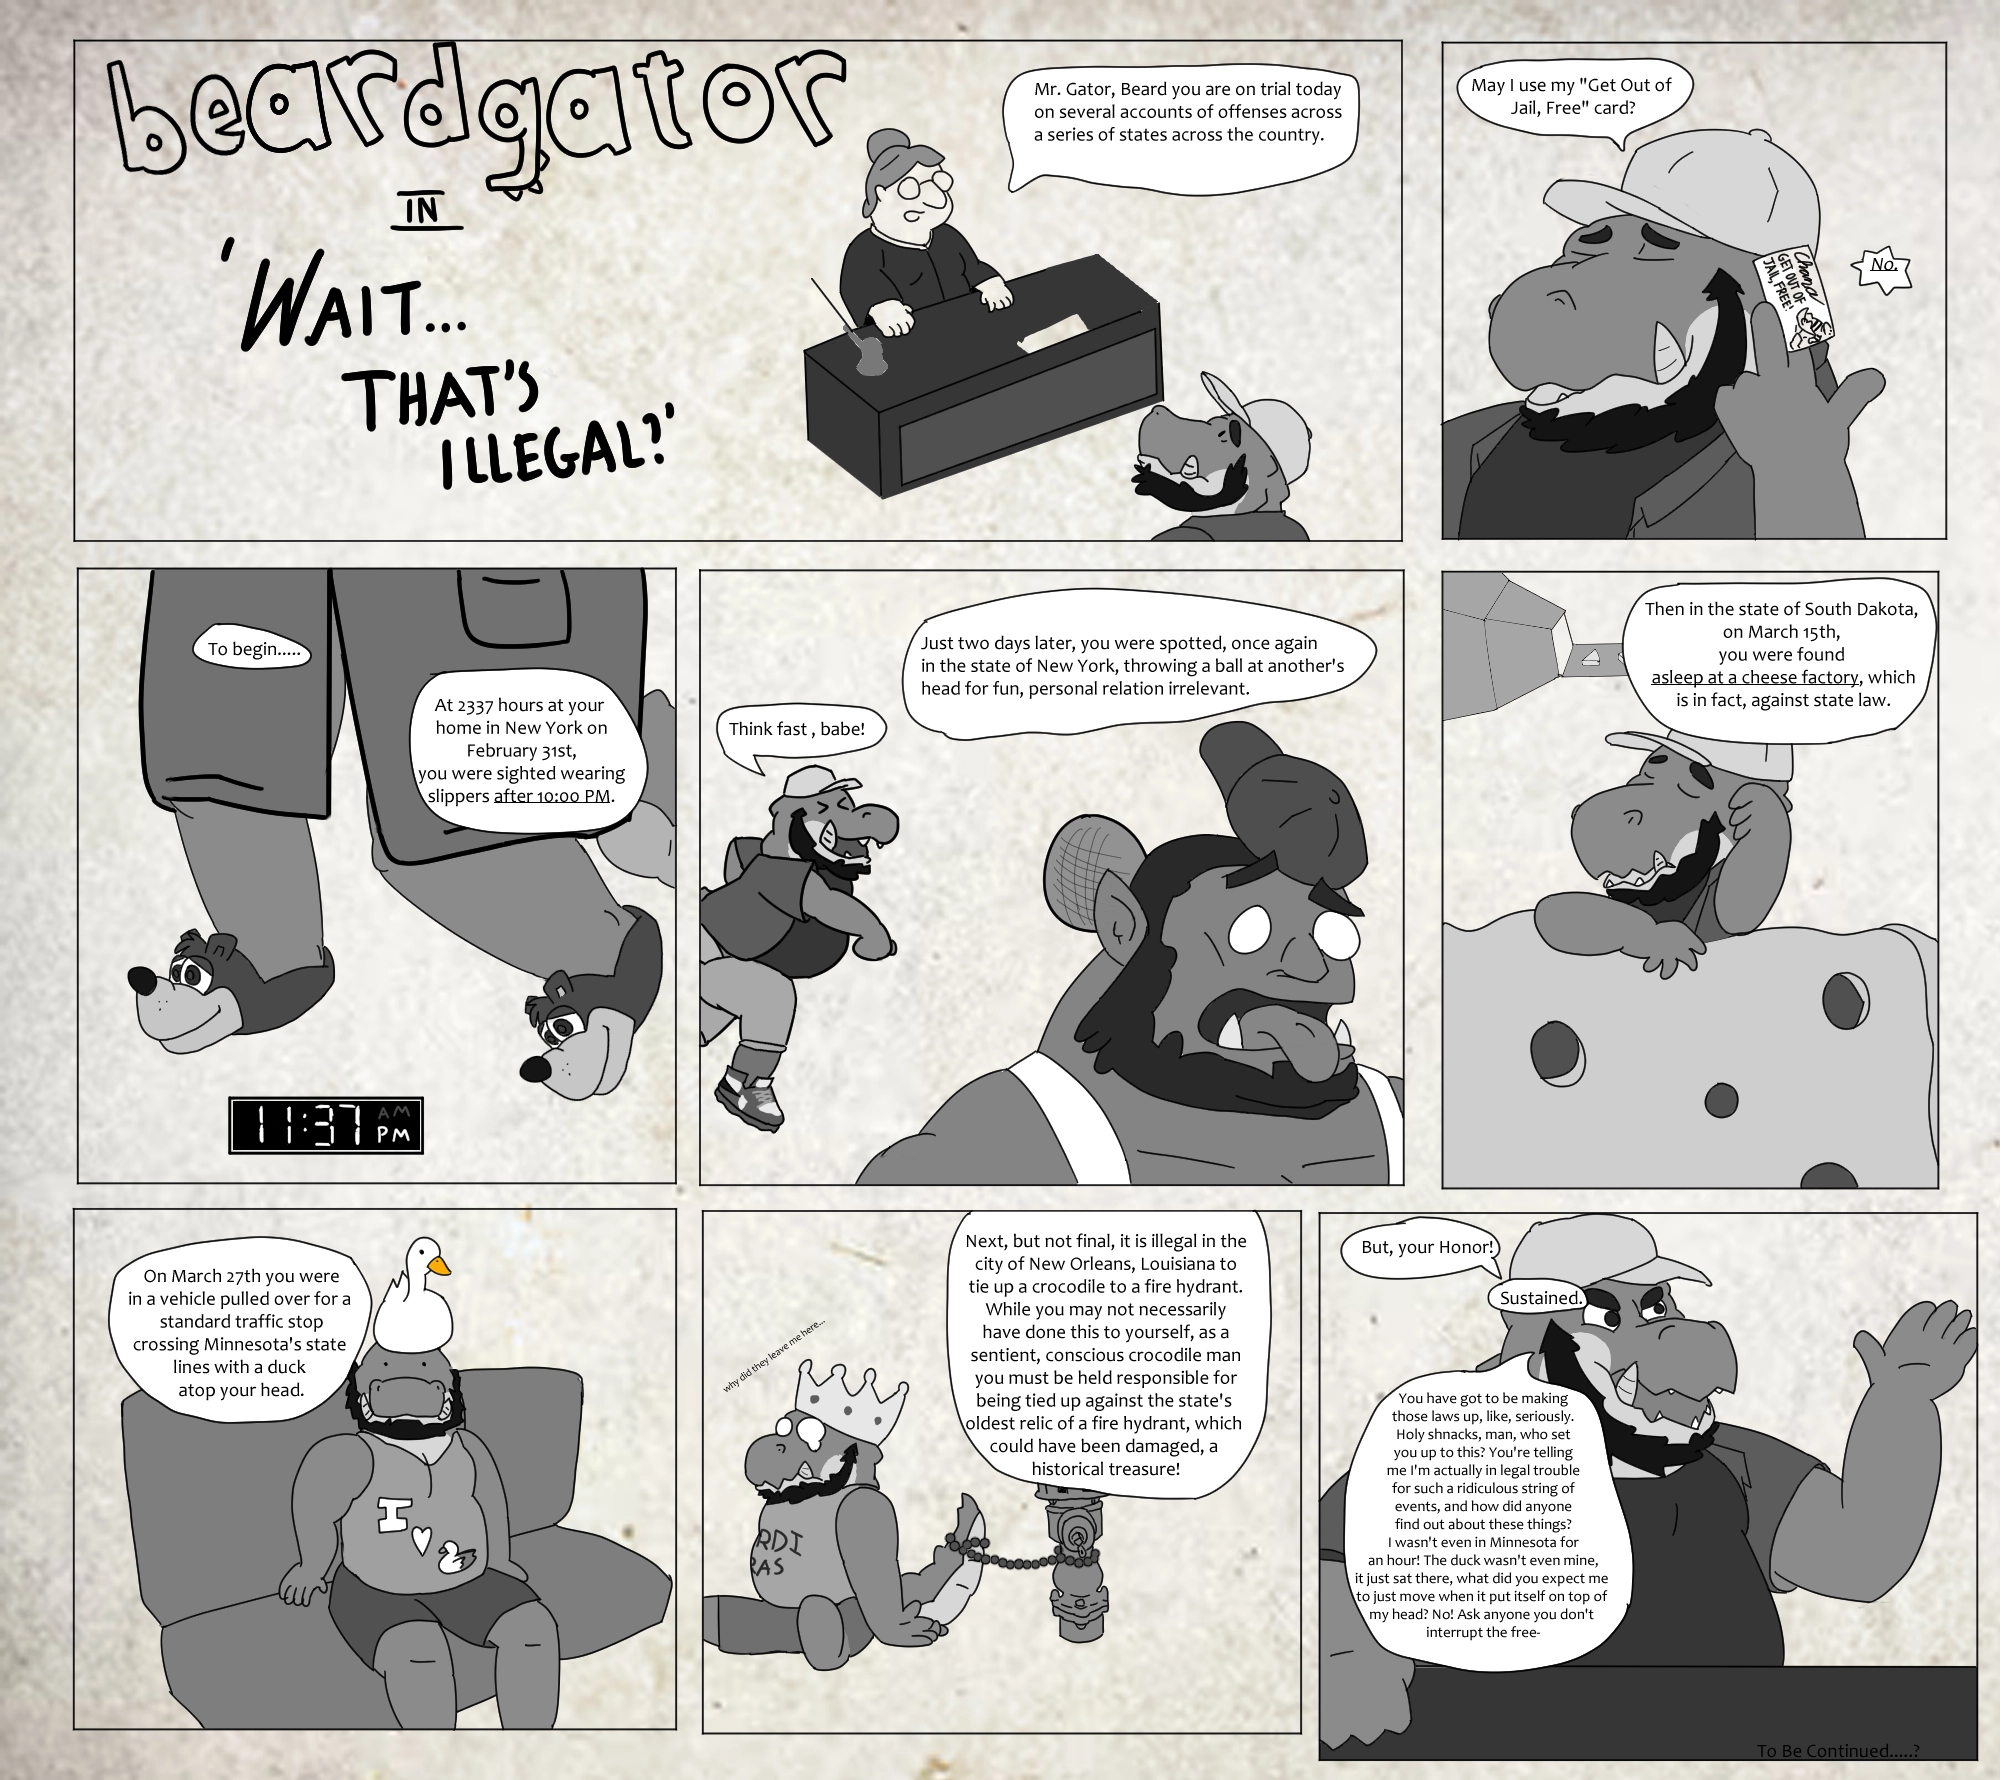 beardgator
IN
'WAIT...
THAT'S
ILLEGAL?'
Mr. Gator, Beard you are on trial today
on several accounts of offenses across
a series of states across the country.
May I use my "Get Out of
Jail, Free" card?
Chance
GET OUT OF
JAIL, FREE!
No.
To begin.....
At 2337 hours at your
home in New York on
February 31st,
you were sighted wearing
slippers after 10:00 PM.
11:37 AM
PM
Just two days later, you were spotted, once again
in the state of New York, throwing a ball at another's
head for fun, personal relation irrelevant.
Think fast , babe!
Then in the state of South Dakota,
on March 15th,
you were found
asleep at a cheese factory, which
is in fact, against state law.
On March 27th you were
in a vehicle pulled over for a
standard traffic stop
crossing Minnesota's state
lines with a duck
atop your head.
I
Next, but not final, it is illegal in the
city of New Orleans, Louisiana to
tie up a crocodile to a fire hydrant.
While you may not necessarily
have done this to yourself, as a
sentient, conscious crocodile man
you must be held responsible for
being tied up against the state's
oldest relic of a fire hydrant, which
could have been damaged, a
historical treasure!
why did they leave me here...
RDI
RAS
But, your Honor!
Sustained.
You have got to be making
those laws up, like, seriously.
Holy shnacks, man, who set
you up to this? You're telling
me I'm actually in legal trouble
for such a ridiculous string of
events, and how did anyone
find out about these things?
I wasn't even in Minnesota for
an hour! The duck wasn't even mine,
it just sat there, what did you expect me
to just move when it put itself on top of
my head? No! Ask anyone you don't
interrupt the free-
To Be Continued.....?